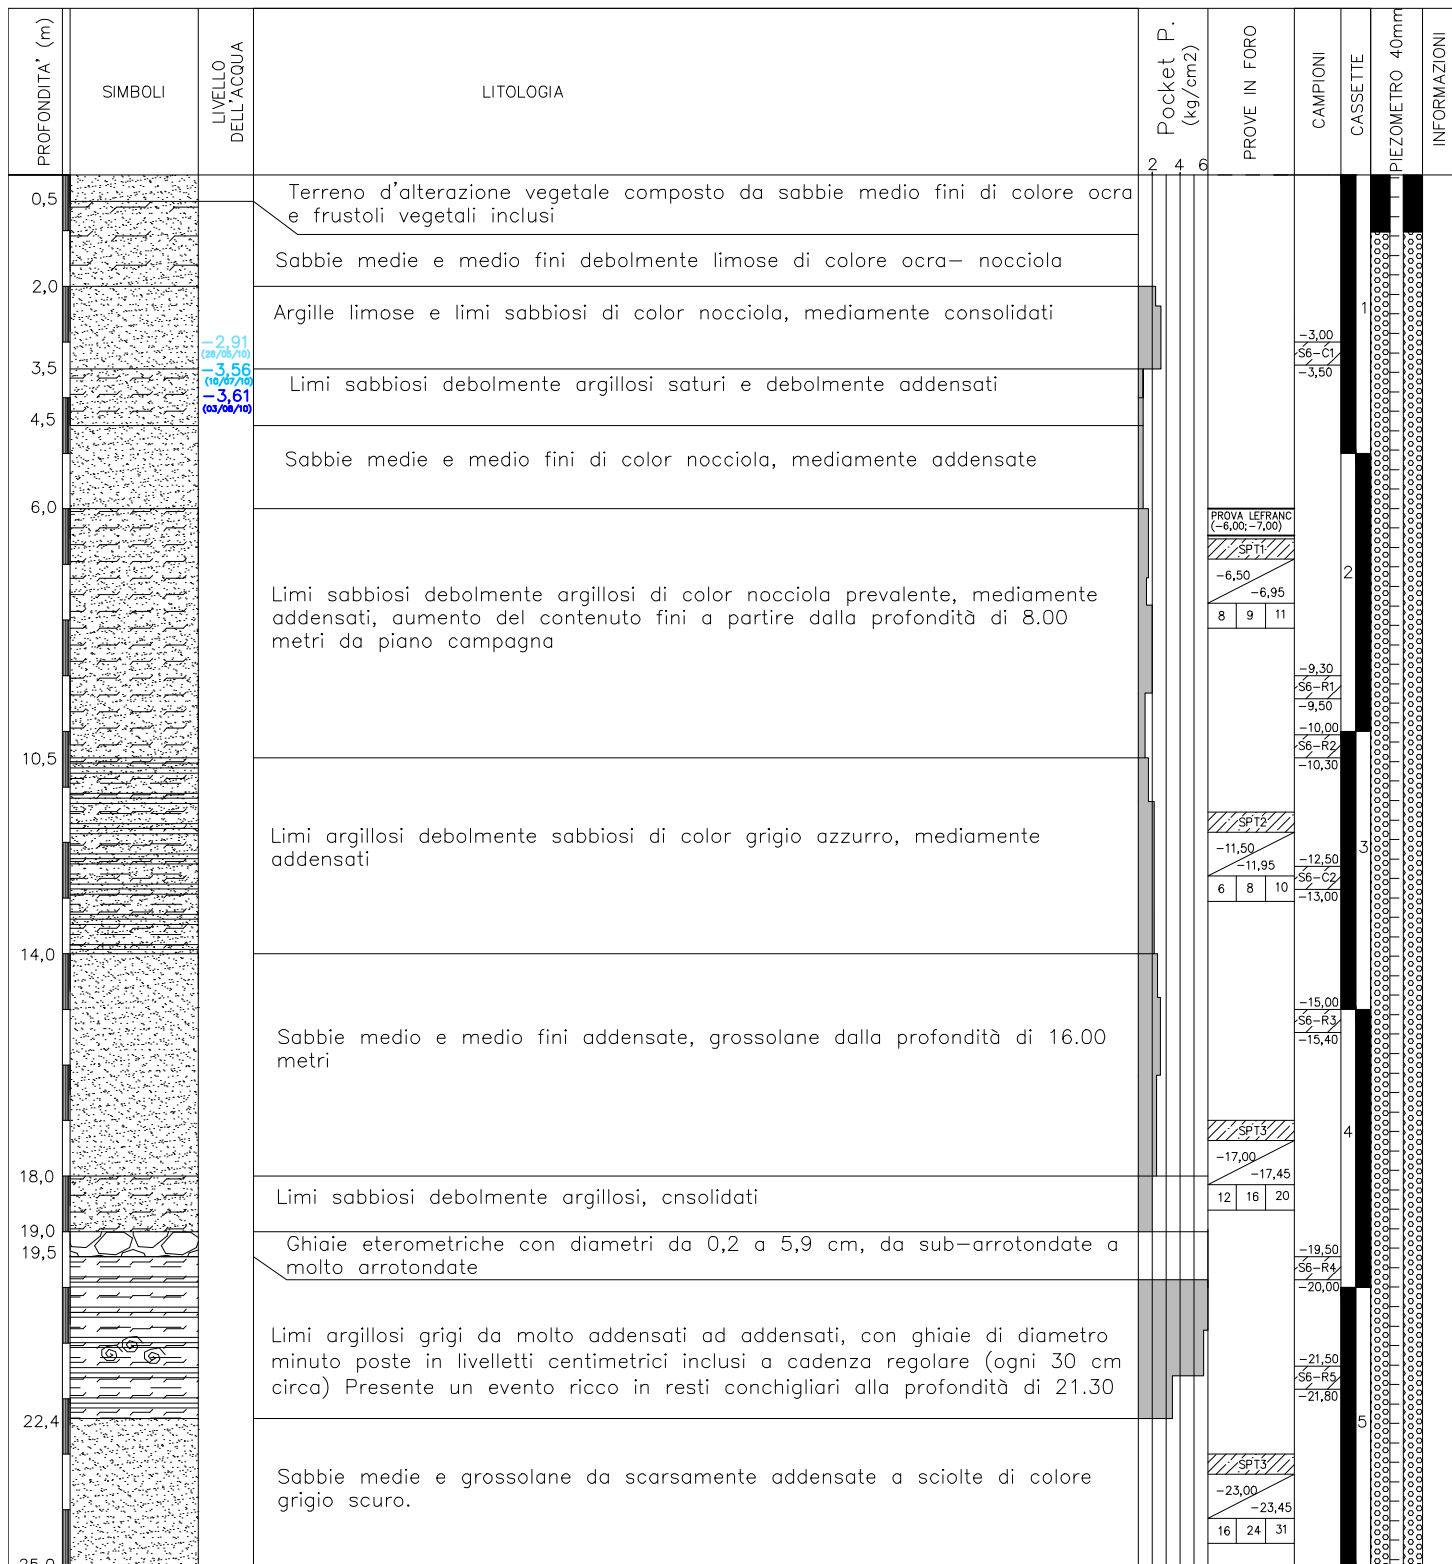 PROFONDITA' (m)
SIMBOLI
LIVELLO
DELL'ACQUA
LITOLOGIA
Pocket P.
(kg/cm2)
2 4 6
PROVE IN FORO
CAMPIONI
CASSETTE
PIEZOMETRO 40mm
INFORMAZIONI
0,5
Terreno d'alterazione vegetale composto da sabbie medio fini di colore ocra
e frustoli vegetali inclusi
Sabbie medie e medio fini debolmente limose di colore ocra- nocciola
2,0
Argille limose e limi sabbiosi di color nocciola, mediamente consolidati
1
-2,91
(28/05/10)
-3,00
S6-C1
-3,50
3,5
-3,56
(10/07/10)
Limi sabbiosi debolmente argillosi saturi e debolmente addensati
-3,61
(03/08/10)
4,5
Sabbie medie e medio fini di color nocciola, mediamente addensate
6,0
PROVA LEFRANC
(-6,00;-7,00)
SPT1
-6,50
-6,95
8 9 11
2
Limi sabbiosi debolmente argillosi di color nocciola prevalente, mediamente
addensati, aumento del contenuto fini a partire dalla profondità di 8.00
metri da piano campagna
-9,30
S6-R1
-9,50
-10,00
S6-R2
-10,30
10,5
Limi argillosi debolmente sabbiosi di color grigio azzurro, mediamente
addensati
SPT2
-11,50
-11,95
6 8 10
-12,50
S6-C2
-13,00
3
14,0
Sabbie medio e medio fini addensate, grossolane dalla profondità di 16.00
metri
-15,00
S6-R3
-15,40
4
SPT3
-17,00
-17,45
12 16 20
18,0
Limi sabbiosi debolmente argillosi, cnsolidati
19,0
19,5
Ghiaie eterometriche con diametri da 0,2 a 5,9 cm, da sub-arrotondate a
molto arrotondate
-19,50
S6-R4
-20,00
Limi argillosi grigi da molto addensati ad addensati, con ghiaie di diametro
minuto poste in livelletti centimetrici inclusi a cadenza regolare (ogni 30 cm
circa) Presente un evento ricco in resti conchigliari alla profondità di 21.30
-21,50
S6-R5
-21,80
22,4
5
Sabbie medie e grossolane da scarsamente addensate a sciolte di colore
grigio scuro.
SPT3
-23,00
-23,45
16 24 31
25,0